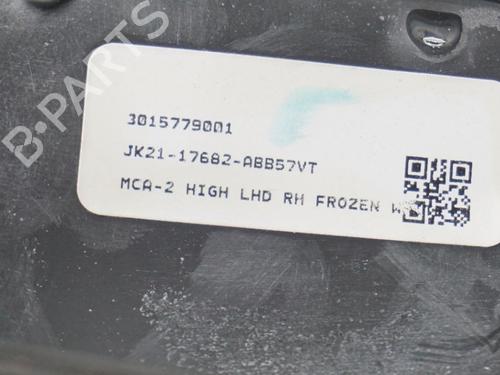 B-PARTS
3015779001
JK21-17682-ABB57VT
MCA-2 HIGH LHD RH FROZEN